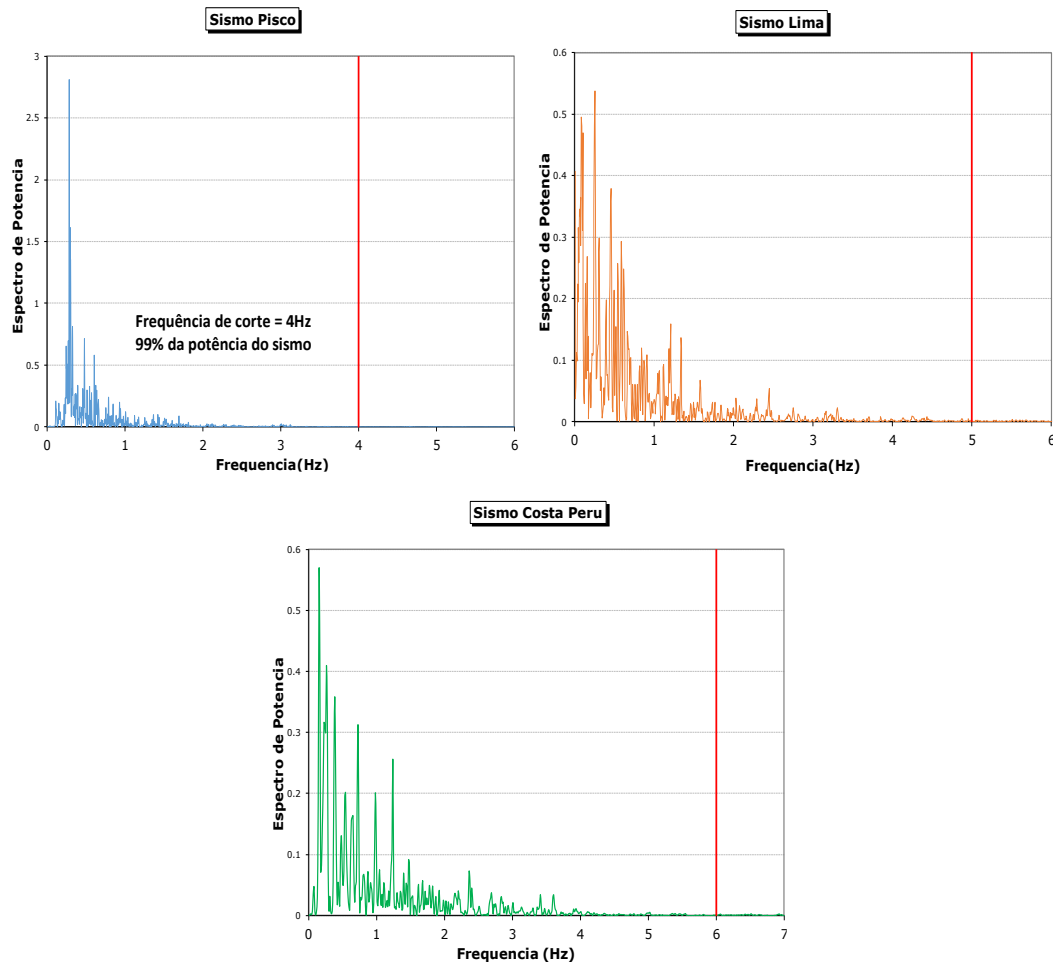 Sismo Pisco
3
2.5
2
1.5
1
0.5
0
Espectro de Potencia
Frequência de corte = 4Hz
99% da potência do sismo
0 1 2 3 4 5 6
Frequencia(Hz)
Sismo Lima
0.6
0.5
0.4
0.3
0.2
0.1
0
Espectro de Potencia
0 1 2 3 4 5 6
Frequencia(Hz)
Sismo Costa Peru
0.6
0.5
0.4
0.3
0.2
0.1
0
Espectro de Potencia
0 1 2 3 4 5 6 7
Frequencia (Hz)